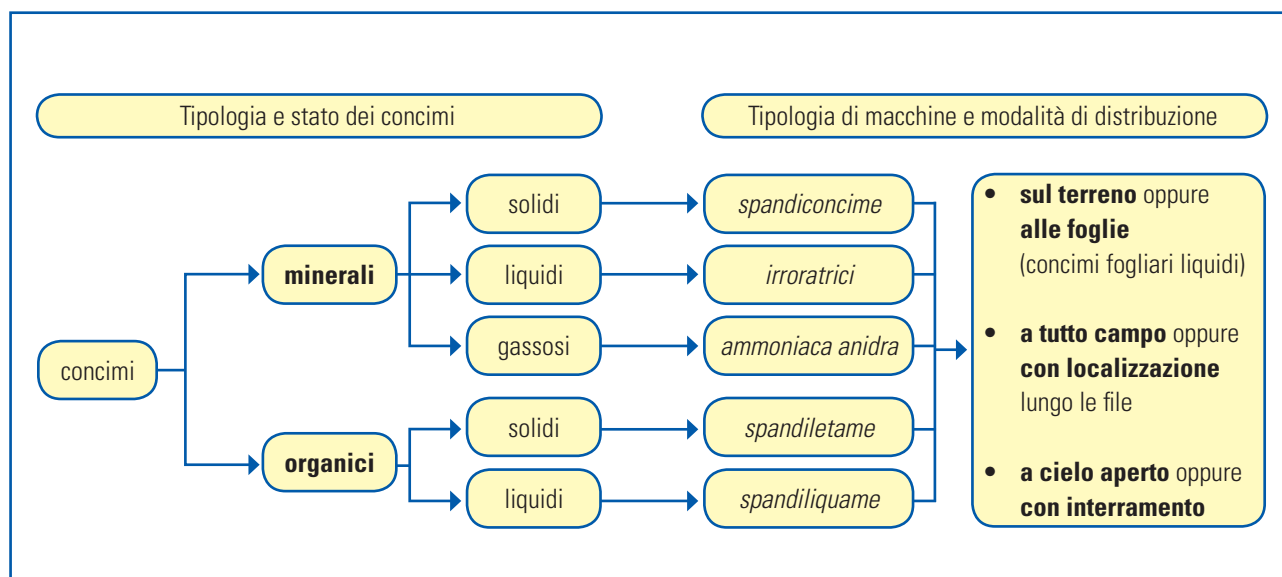 Tipologia e stato dei concimi
Tipologia di macchine e modalità di distribuzione
concimi
minerali
solidi
spandiconcime
liquidi
irroratrici
gassosi
ammoniaca anidra
organici
solidi
spandiletame
liquidi
spandiliquame
• sul terreno oppure
alle foglie
(concimi fogliari liquidi)
• a tutto campo oppure
con localizzazione
lungo le file
• a cielo aperto oppure
con interramento